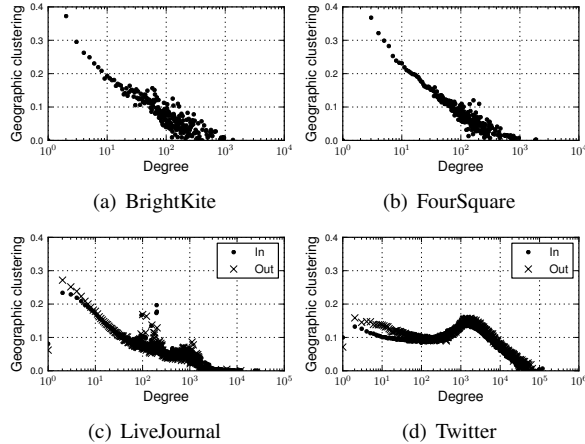 Geographic clustering
0.4
0.3
0.2
0.1
0.0
10^0 10^1 10^2 10^3 10^4
Degree
(a) BrightKite
Geographic clustering
0.4
0.3
0.2
0.1
0.0
10^0 10^1 10^2 10^3 10^4
Degree
(b) FourSquare
Geographic clustering
0.4
0.3
0.2
0.1
0.0
In
Out
10^0 10^1 10^2 10^3 10^4 10^5
Degree
(c) LiveJournal
Geographic clustering
0.4
0.3
0.2
0.1
0.0
In
Out
10^0 10^1 10^2 10^3 10^4 10^5 10^6
Degree
(d) Twitter